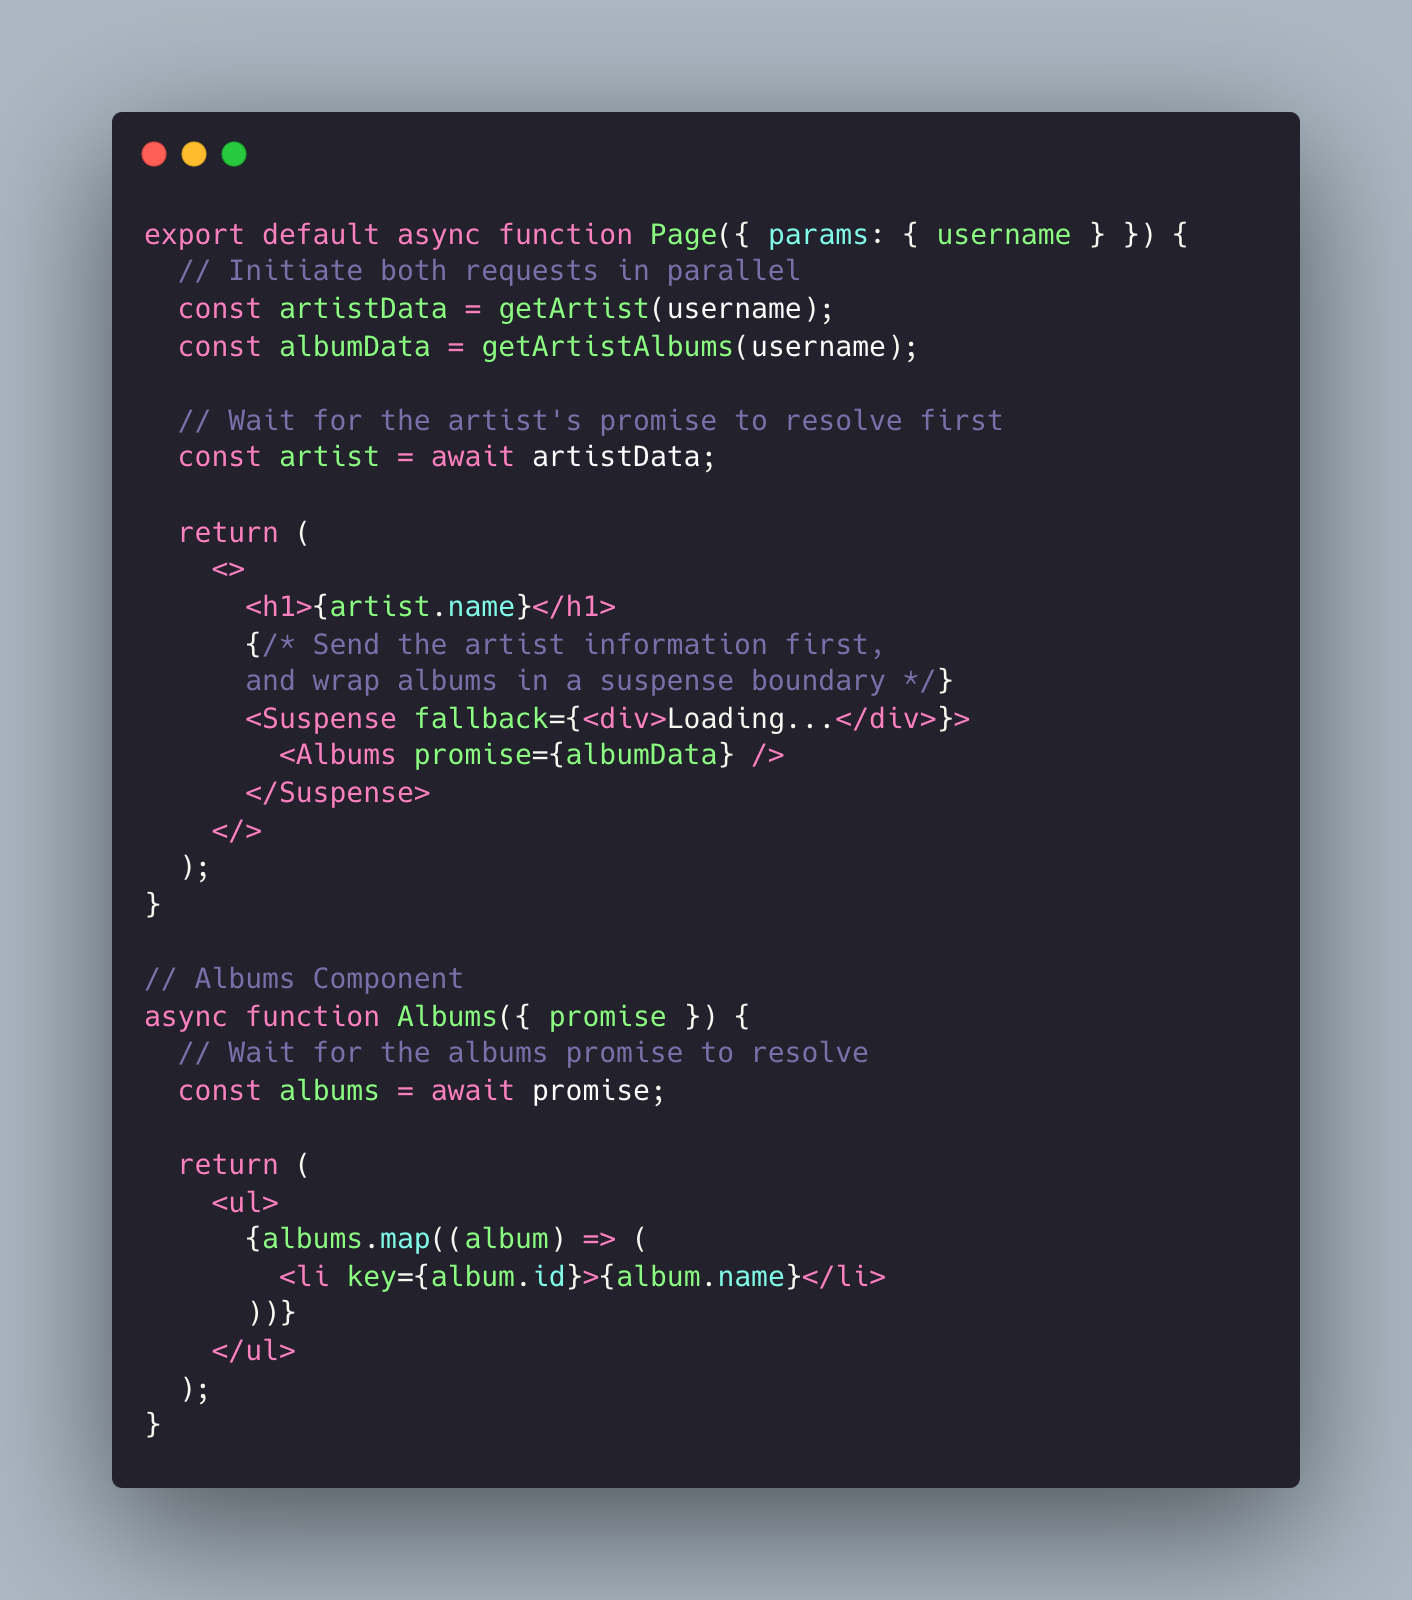 export default async function Page({ params: { username } }) {
  // Initiate both requests in parallel
  const artistData = getArtist(username);
  const albumData = getArtistAlbums(username);

  // Wait for the artist's promise to resolve first
  const artist = await artistData;

  return (
    <>
      <h1>{artist.name}</h1>
      {/* Send the artist information first,
      and wrap albums in a suspense boundary */}
      <Suspense fallback={<div>Loading...</div>}>
        <Albums promise={albumData} />
      </Suspense>
    </>
  );
}

// Albums Component
async function Albums({ promise }) {
  // Wait for the albums promise to resolve
  const albums = await promise;

  return (
    <ul>
      {albums.map((album) => (
        <li key={album.id}>{album.name}</li>
      ))}
    </ul>
  );
}